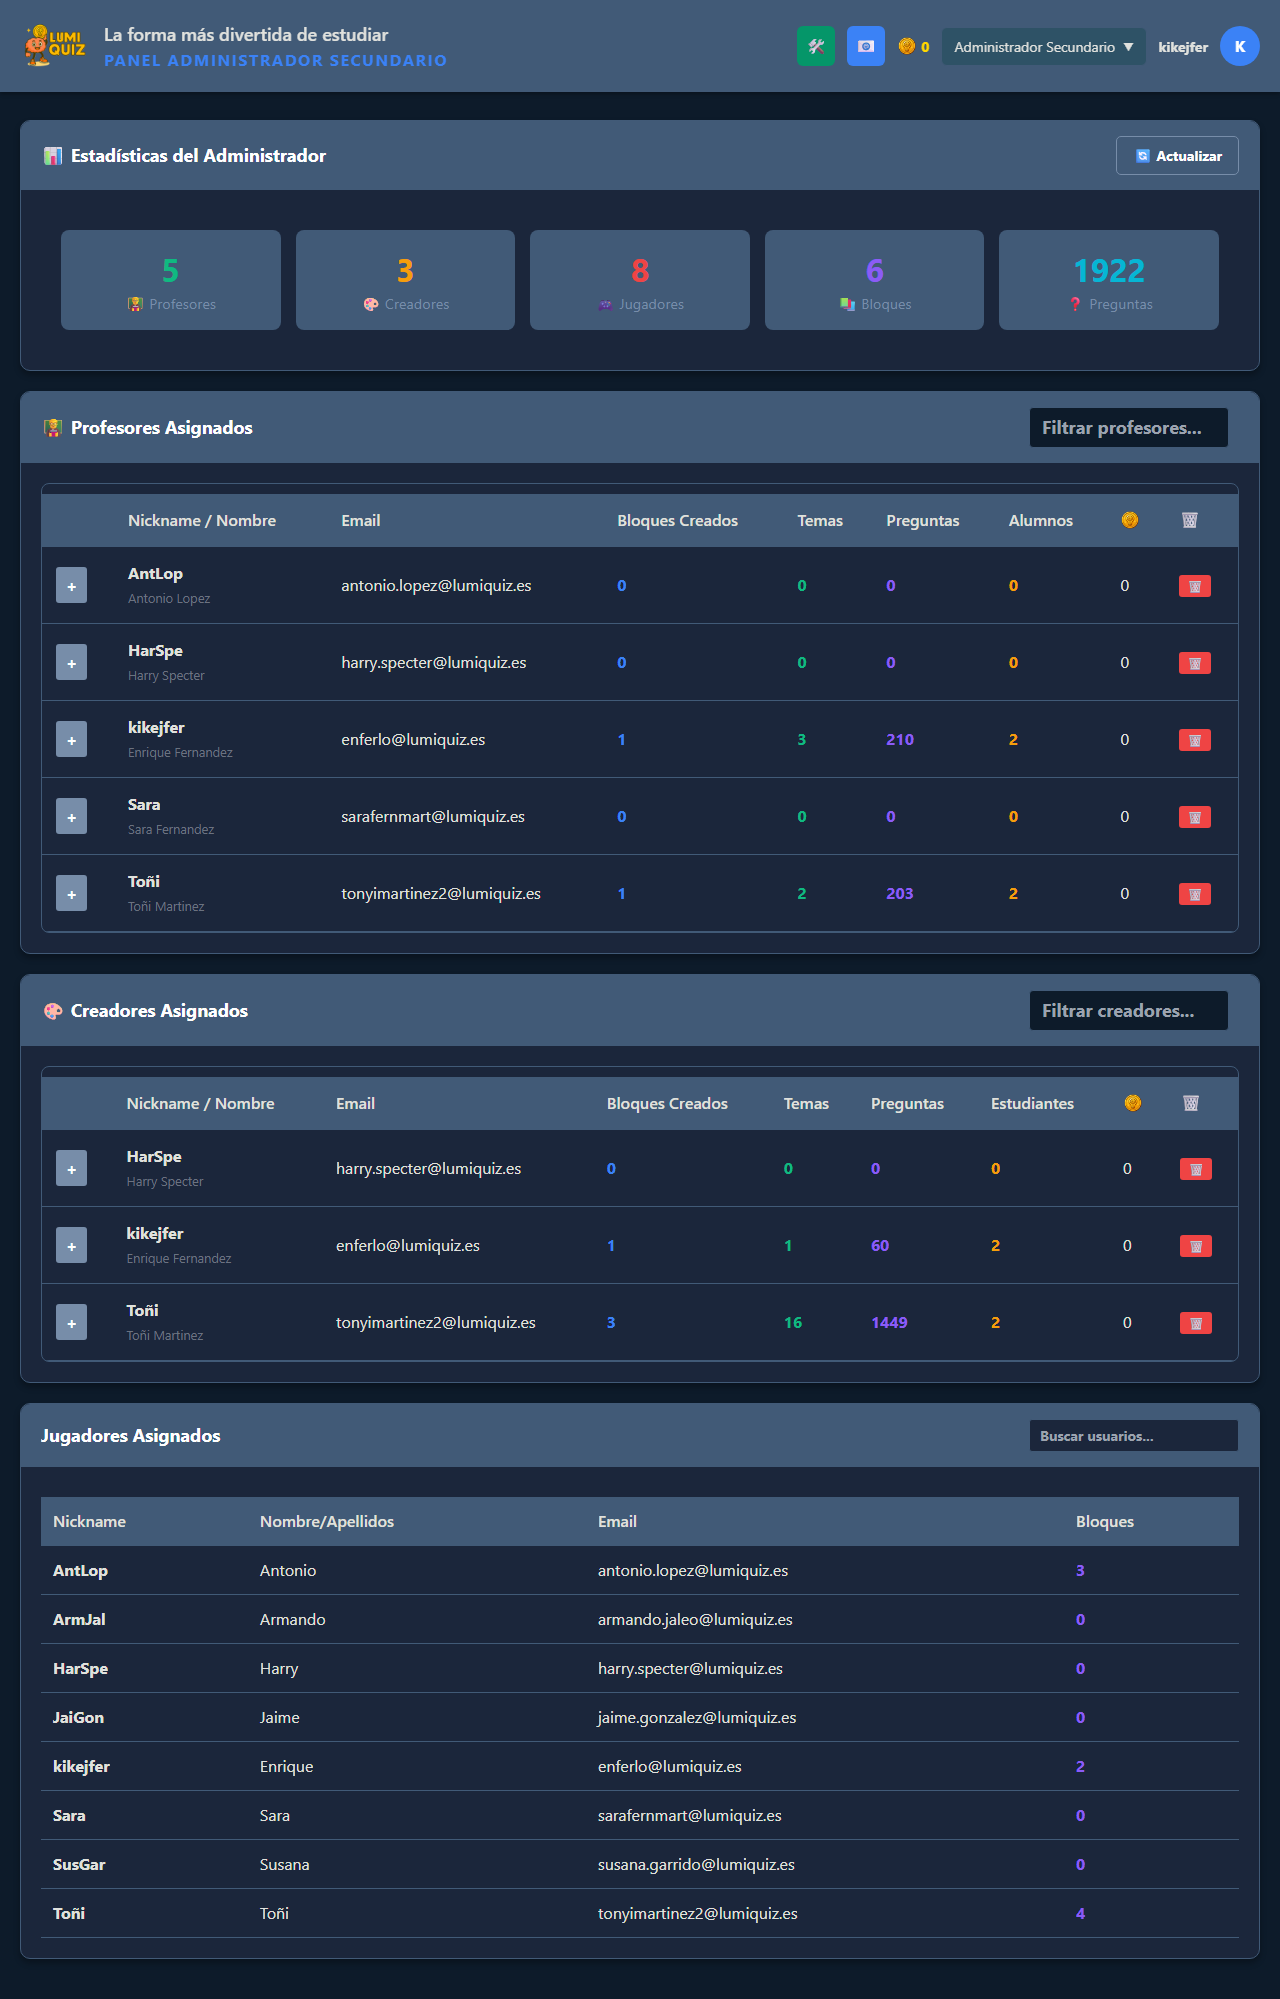 LUMI QUIZ
La forma más divertida de estudiar
PANEL ADMINISTRADOR SECUNDARIO
0
Administrador Secundario ▼
kikejfer
K
Estadísticas del Administrador
Actualizar
5
Profesores
3
Creadores
8
Jugadores
6
Bloques
1922
Preguntas
Profesores Asignados
Filtrar profesores...
Nickname / Nombre Email Bloques Creados Temas Preguntas Alumnos
+ AntLop antonio.lopez@lumiquiz.es 0 0 0 0 0
Antonio Lopez
+ HarSpe harry.specter@lumiquiz.es 0 0 0 0 0
Harry Specter
+ kikejfer enferlo@lumiquiz.es 1 3 210 2 0
Enrique Fernandez
+ Sara sarafernmart@lumiquiz.es 0 0 0 0 0
Sara Fernandez
+ Toñi tonyimartinez2@lumiquiz.es 1 2 203 2 0
Toñi Martinez
Creadores Asignados
Filtrar creadores...
Nickname / Nombre Email Bloques Creados Temas Preguntas Estudiantes
+ HarSpe harry.specter@lumiquiz.es 0 0 0 0 0
Harry Specter
+ kikejfer enferlo@lumiquiz.es 1 1 60 2 0
Enrique Fernandez
+ Toñi tonyimartinez2@lumiquiz.es 3 16 1449 2 0
Toñi Martinez
Jugadores Asignados
Buscar usuarios...
Nickname Nombre/Apellidos Email Bloques
AntLop Antonio antonio.lopez@lumiquiz.es 3
ArmJal Armando armando.jaleo@lumiquiz.es 0
HarSpe Harry harry.specter@lumiquiz.es 0
JaiGon Jaime jaime.gonzalez@lumiquiz.es 0
kikejfer Enrique enferlo@lumiquiz.es 2
Sara Sara sarafernmart@lumiquiz.es 0
SusGar Susana susana.garrido@lumiquiz.es 0
Toñi Toñi tonyimartinez2@lumiquiz.es 4